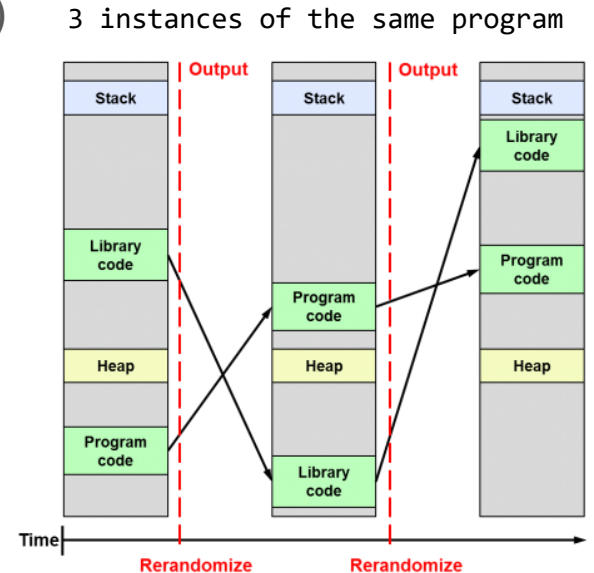 3 instances of the same program
Output
Output
Stack
Stack
Stack
Library
code
Library
code
Program
code
Program
code
Heap
Heap
Heap
Program
code
Library
code
Time
Rerandomize
Rerandomize